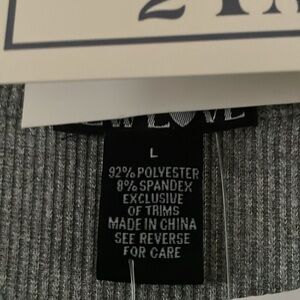 L
92% POLYESTER
8% SPANDEX
EXCLUSIVE
OF TRIMS
MADE IN CHINA
SEE REVERSE
FOR CARE